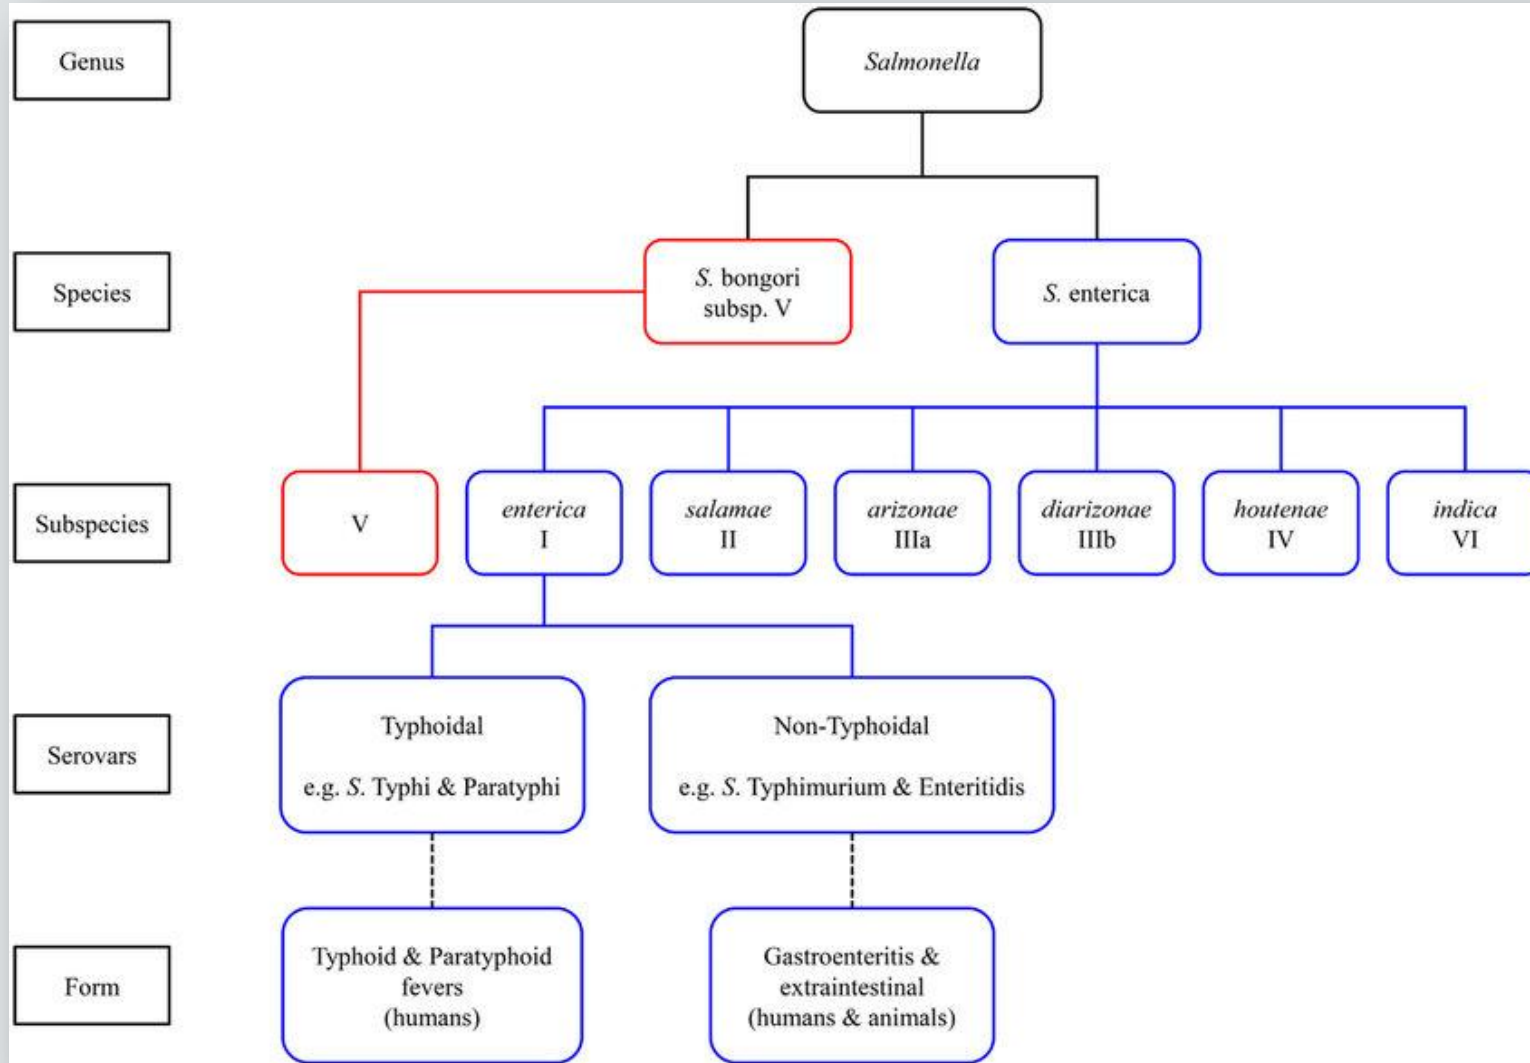 Genus
Salmonella
Species
S. bongori
subsp. V
S. enterica
Subspecies
V
enterica
I
salamae
II
arizonae
IIIa
diarizonae
IIIb
houtenae
IV
indica
VI
Serovars
Typhoidal
e.g. S. Typhi & Paratyphi
Non-Typhoidal
e.g. S. Typhimurium & Enteritidis
Form
Typhoid & Paratyphoid
fevers
(humans)
Gastroenteritis &
extraintestinal
(humans & animals)